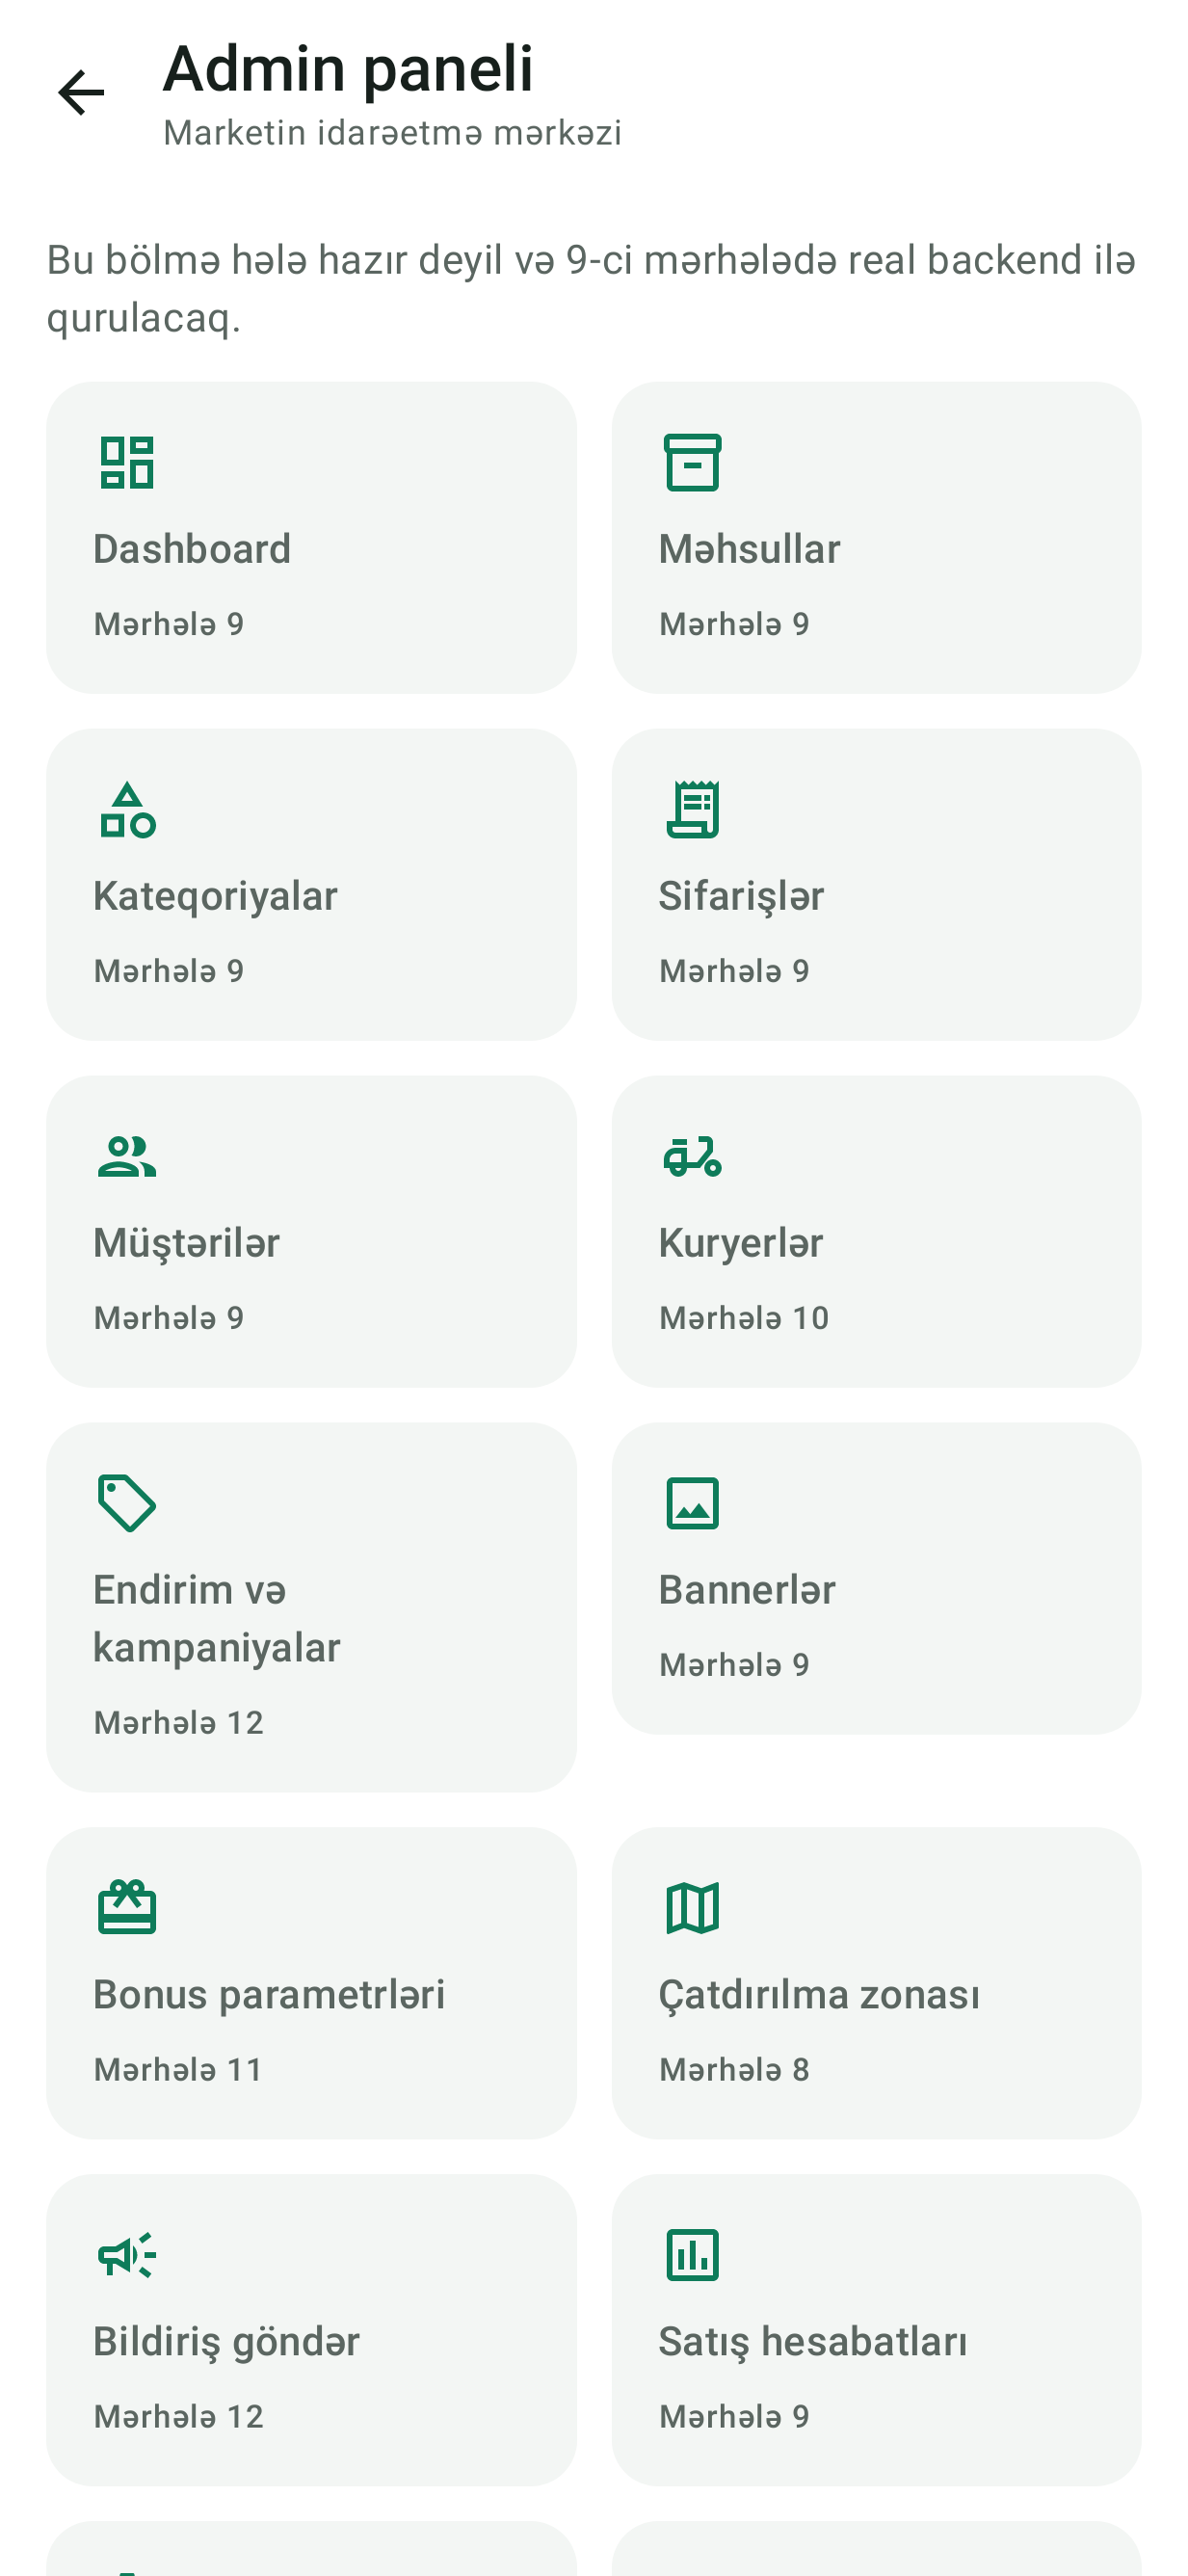 Admin paneli
Marketin idarəetmə mərkəzi
Bu bölmə hələ hazır deyil və 9-ci mərhələdə real backend ilə
qurulacaq.
Dashboard
Mərhələ 9
Məhsullar
Mərhələ 9
Kateqoriyalar
Mərhələ 9
Sifarişlər
Mərhələ 9
Müştərilər
Mərhələ 9
Kuryerlər
Mərhələ 10
Endirim və
kampaniyalar
Mərhələ 12
Bannerlər
Mərhələ 9
Bonus parametrləri
Mərhələ 11
Çatdırılma zonası
Mərhələ 8
Bildiriş göndər
Mərhələ 12
Satış hesabatları
Mərhələ 9